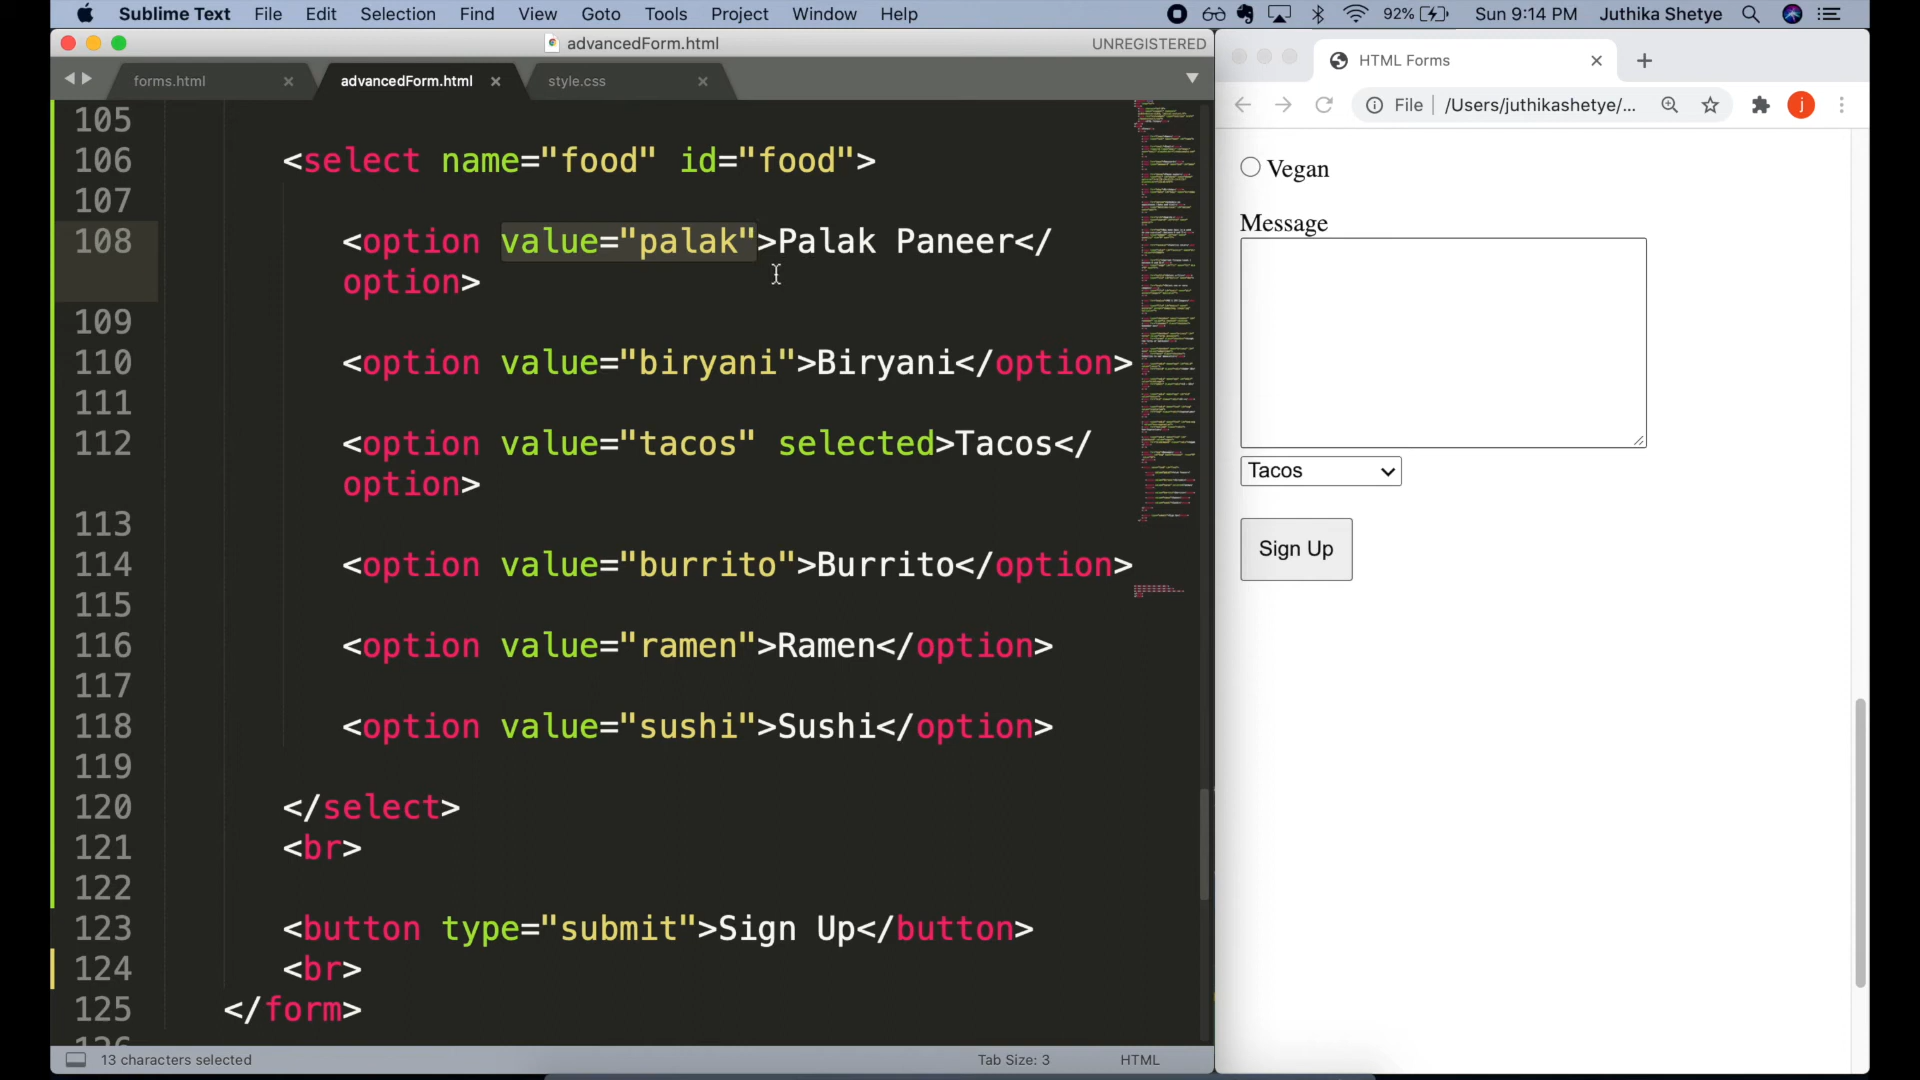 Sublime Text File Edit Selection Find View Goto Tools Project Window Help 92% Sun 9:14 PM Juthika Shetye
advancedForm.html UNREGISTERED
forms.html advancedForm.html style.css
105
106 <select name="food" id="food">
107
108 <option value="palak">Palak Paneer</
option>
109
110 <option value="biryani">Biryani</option>
111
112 <option value="tacos" selected>Tacos</
option>
113
114 <option value="burrito">Burrito</option>
115
116 <option value="ramen">Ramen</option>
117
118 <option value="sushi">Sushi</option>
119
120 </select>
121 <br>
122
123 <button type="submit">Sign Up</button>
124 <br>
125 </form>
126
13 characters selected Tab Size: 3 HTML
HTML Forms
File /Users/juthikashetye/... j
Vegan
Message
Tacos
Sign Up